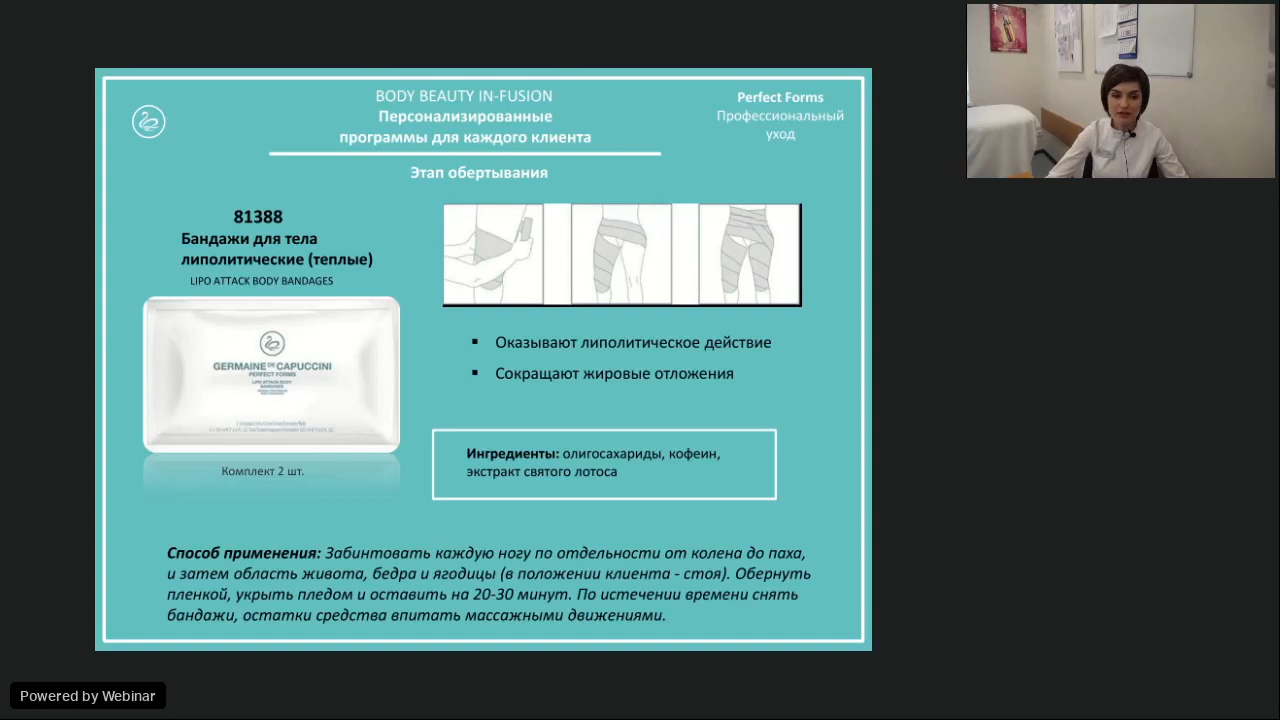 BODY BEAUTY IN-FUSION
Персонализированные
программы для каждого клиента
Perfect Forms
Профессиональный
уход
Этап обертывания
81388
Бандажи для тела
липолитические (теплые)
LIPO ATTACK BODY BANDAGES
GERMAINE DE CAPUCCINI
PERFECT FORMS
LIPO ATTACK BODY
BANDAGES
Комплект 2 шт.
▪ Оказывают липолитическое действие
▪ Сокращают жировые отложения
Ингредиенты: олигосахариды, кофеин,
экстракт святого лотоса
Способ применения: Забинтовать каждую ногу по отдельности от колена до паха,
и затем область живота, бедра и ягодицы (в положении клиента - стоя). Обернуть
пленкой, укрыть пледом и оставить на 20-30 минут. По истечении времени снять
бандажи, остатки средства впитать массажными движениями.
Powered by Webinar